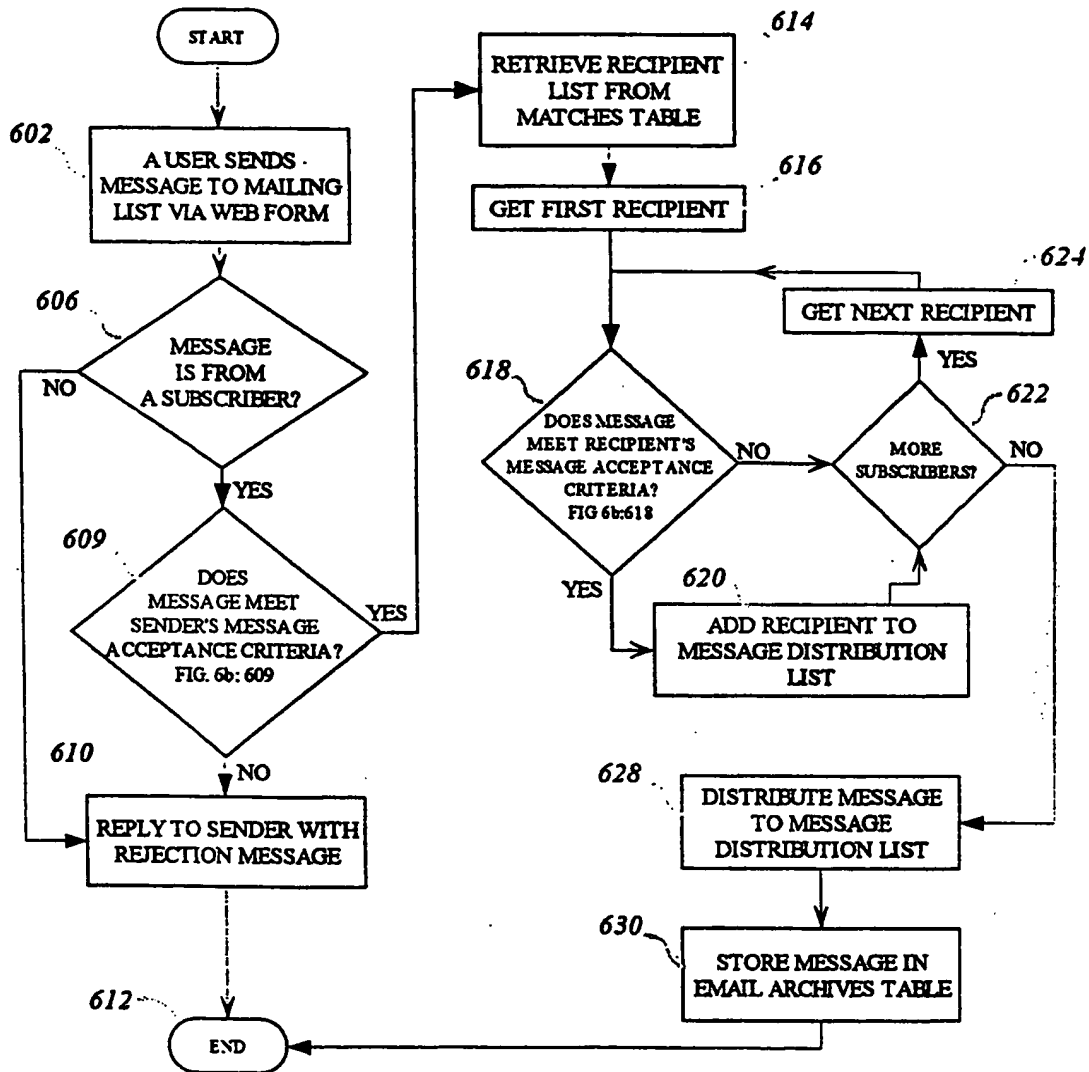 START
602
A USER SENDS
MESSAGE TO MAILING
LIST VIA WEB FORM
606
MESSAGE
IS FROM
A SUBSCRIBER?
NO
YES
609
DOES
MESSAGE MEET
SENDER'S MESSAGE
ACCEPTANCE CRITERIA?
FIG. 6b: 609
YES
NO
610
REPLY TO SENDER WITH
REJECTION MESSAGE
612
END
614
RETRIEVE RECIPIENT
LIST FROM
MATCHES TABLE
616
GET FIRST RECIPIENT
624
GET NEXT RECIPIENT
YES
618
DOES MESSAGE
MEET RECIPIENT'S
MESSAGE ACCEPTANCE
CRITERIA?
FIG 6b:618
NO
622
MORE
SUBSCRIBERS?
NO
YES
620
ADD RECIPIENT TO
MESSAGE DISTRIBUTION
LIST
628
DISTRIBUTE MESSAGE
TO MESSAGE
DISTRIBUTION LIST
630
STORE MESSAGE IN
EMAIL ARCHIVES TABLE